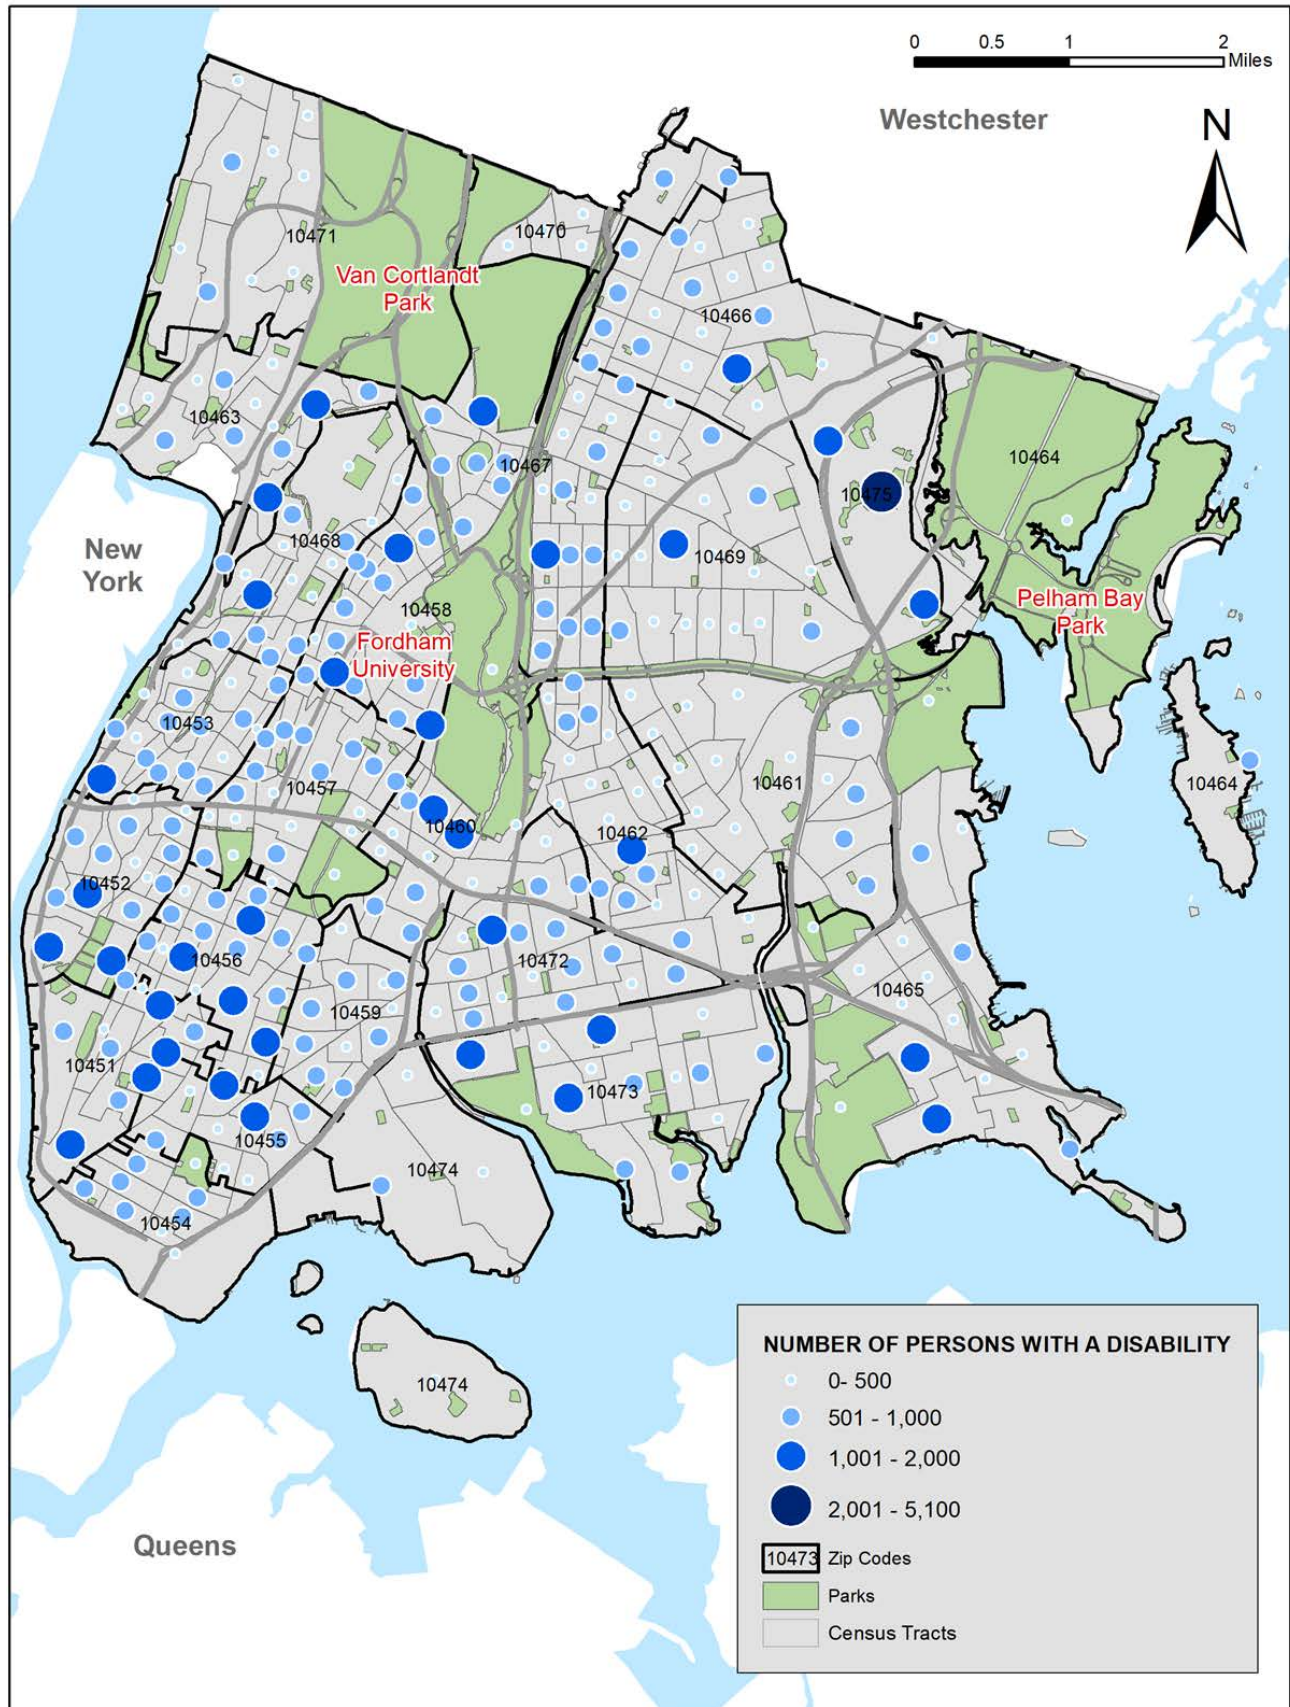 0 0.5 1 2
Miles
Westchester
N
10470
10471
Van Cortlandt
Park
10466
10463
10467
10464
10475
New
York
10468
10469
10458
Pelham Bay
Park
Fordham
University
10453
10461
10464
10457
10460
10462
10452
10456
10472
10465
10459
10451
10473
10455
10474
10454
10474
NUMBER OF PERSONS WITH A DISABILITY
0- 500
501 - 1,000
1,001 - 2,000
2,001 - 5,100
10473 Zip Codes
Parks
Census Tracts
Queens